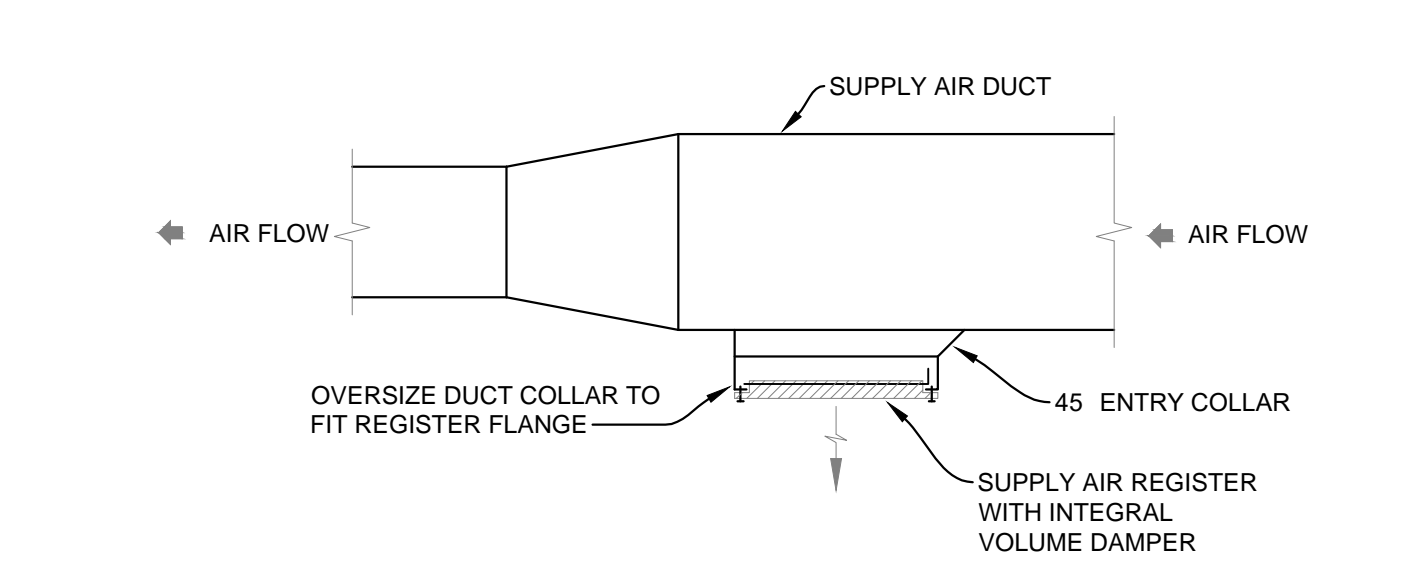 SUPPLY AIR DUCT
AIR FLOW
AIR FLOW
OVERSIZE DUCT COLLAR TO
FIT REGISTER FLANGE
45 ENTRY COLLAR
SUPPLY AIR REGISTER
WITH INTEGRAL
VOLUME DAMPER